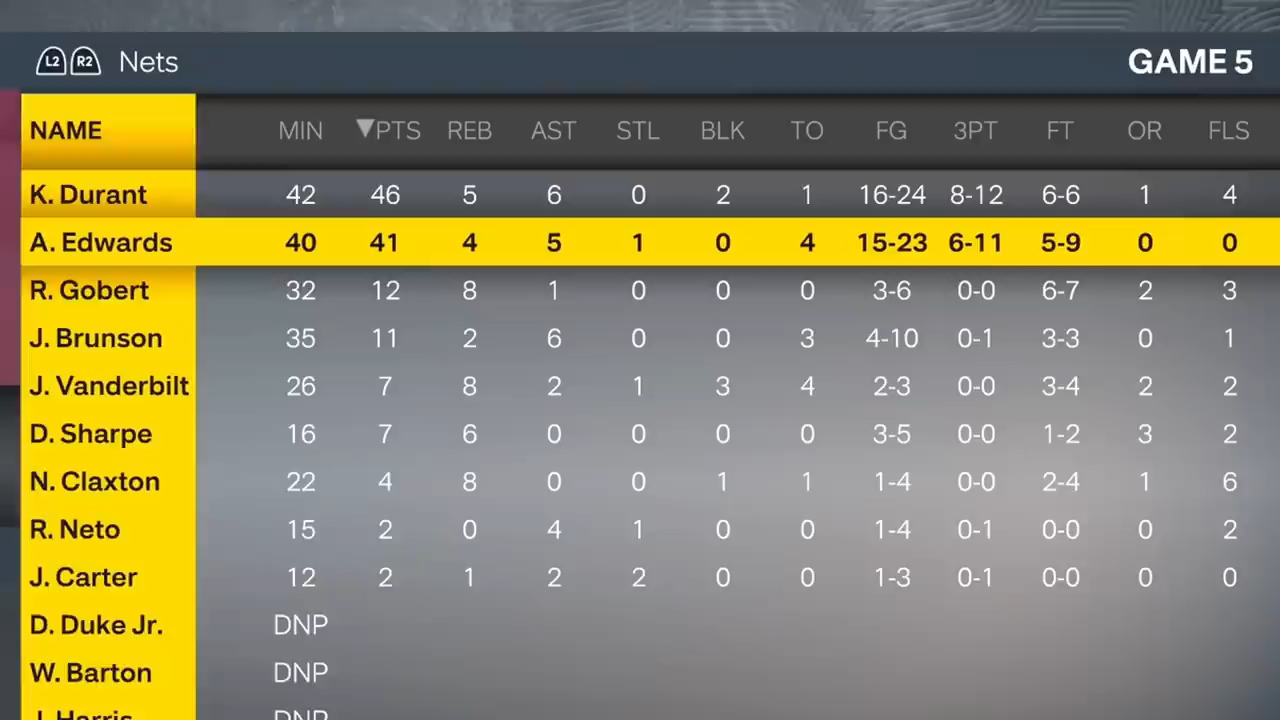 L2 R2 Nets GAME 5
NAME MIN ▼PTS REB AST STL BLK TO FG 3PT FT OR FLS
K. Durant 42 46 5 6 0 2 1 16-24 8-12 6-6 1 4
A. Edwards 40 41 4 5 1 0 4 15-23 6-11 5-9 0 0
R. Gobert 32 12 8 1 0 0 0 3-6 0-0 6-7 2 3
J. Brunson 35 11 2 6 0 0 3 4-10 0-1 3-3 0 1
J. Vanderbilt 26 7 8 2 1 3 4 2-3 0-0 3-4 2 2
D. Sharpe 16 7 6 0 0 0 0 3-5 0-0 1-2 3 2
N. Claxton 22 4 8 0 0 1 1 1-4 0-0 2-4 1 6
R. Neto 15 2 0 4 1 0 0 1-4 0-1 0-0 0 2
J. Carter 12 2 1 2 2 0 0 1-3 0-1 0-0 0 0
D. Duke Jr. DNP
W. Barton DNP
J. Harris DNP